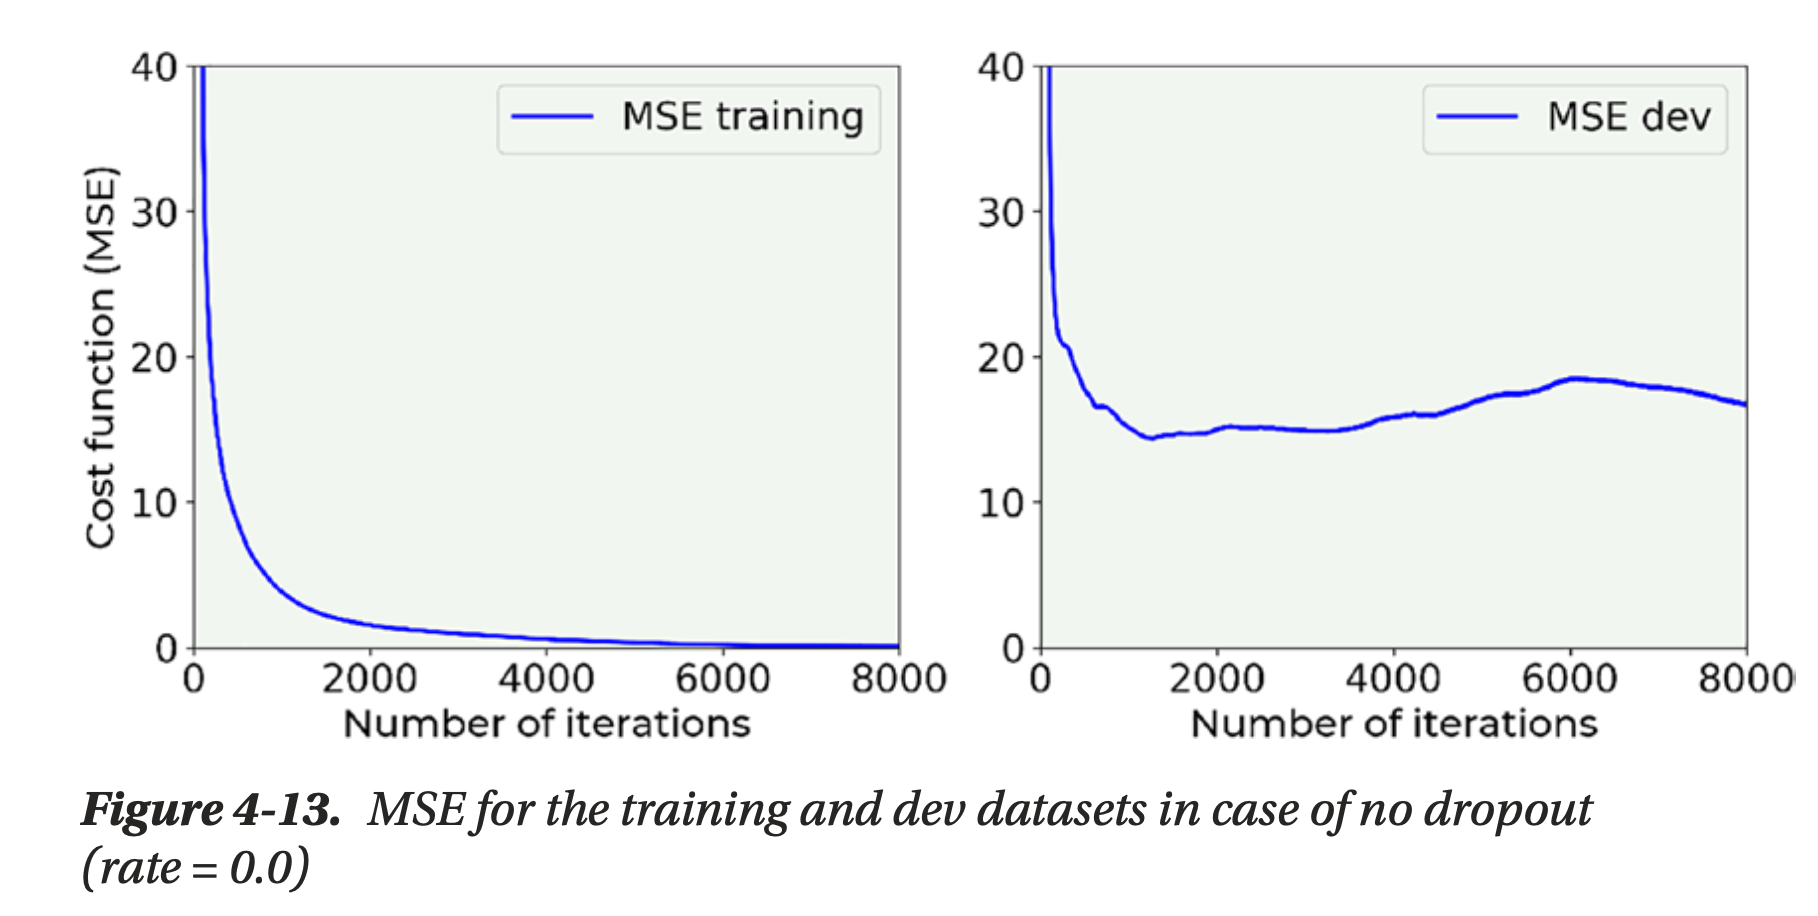 40
30
20
10
0
Cost function (MSE)
MSE training
0 2000 4000 6000 8000
Number of iterations
40
30
20
10
0
MSE dev
0 2000 4000 6000 8000
Number of iterations
Figure 4-13. MSE for the training and dev datasets in case of no dropout
(rate = 0.0)